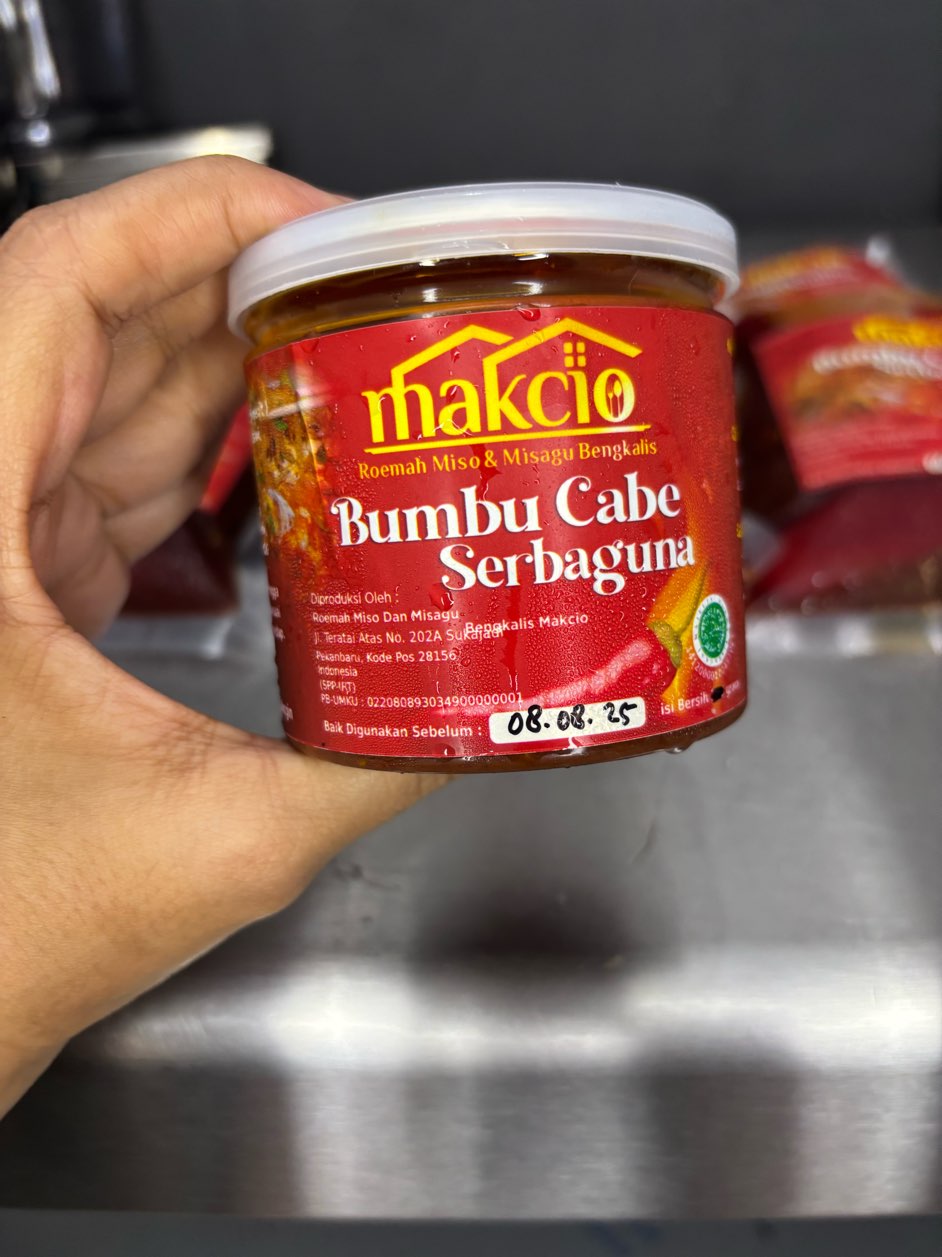 makcio
Roemah Miso & Misagu Bengkalis
Bumbu Cabe
Serbaguna
Diproduksi Oleh :
Roemah Miso Dan Misagu Bengkalis Makcio
Jl. Teratai Atas No. 202A Sukajadi
Pekanbaru, Kode Pos 28156
Indonesia
(SPP-IRT)
PB-UMKU : 022080893034900000001
Baik Digunakan Sebelum : 08.08.25
isi Bersih